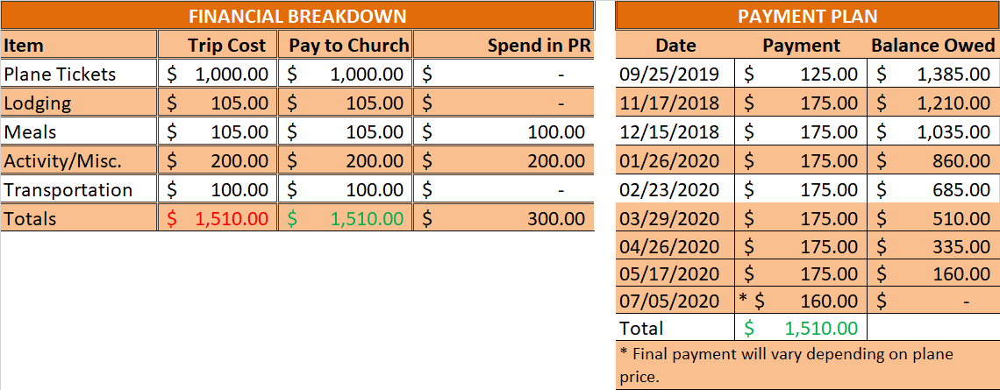 FINANCIAL BREAKDOWN
Item Trip Cost Pay to Church Spend in PR
Plane Tickets $ 1,000.00 $ 1,000.00 $ -
Lodging $ 105.00 $ 105.00 $ -
Meals $ 105.00 $ 105.00 $ 100.00
Activity/Misc. $ 200.00 $ 200.00 $ 200.00
Transportation $ 100.00 $ 100.00 $ -
Totals $ 1,510.00 $ 1,510.00 $ 300.00
PAYMENT PLAN
Date Payment Balance Owed
09/25/2019 $ 125.00 $ 1,385.00
11/17/2018 $ 175.00 $ 1,210.00
12/15/2018 $ 175.00 $ 1,035.00
01/26/2020 $ 175.00 $ 860.00
02/23/2020 $ 175.00 $ 685.00
03/29/2020 $ 175.00 $ 510.00
04/26/2020 $ 175.00 $ 335.00
05/17/2020 $ 175.00 $ 160.00
07/05/2020 * $ 160.00 $ -
Total $ 1,510.00
* Final payment will vary depending on plane
price.